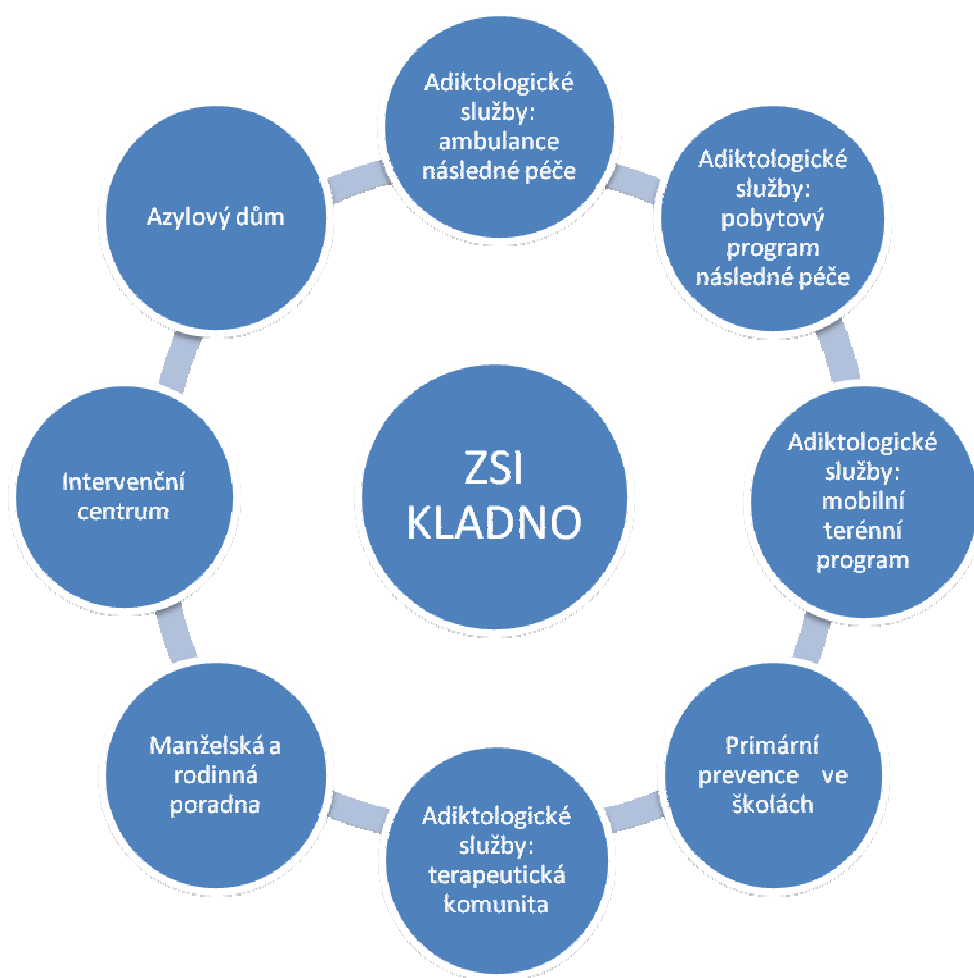 Adiktologické
služby:
ambulance
následné péče
Adiktologické
služby:
pobytový
program
následné péče
Azylový dům
ZSI
KLADNO
Adiktologické
služby:
mobilní
terénní
program
Intervenční
centrum
Manželská a
rodinná
poradna
Primární
prevence ve
školách
Adiktologické
služby:
terapeutická
komunita